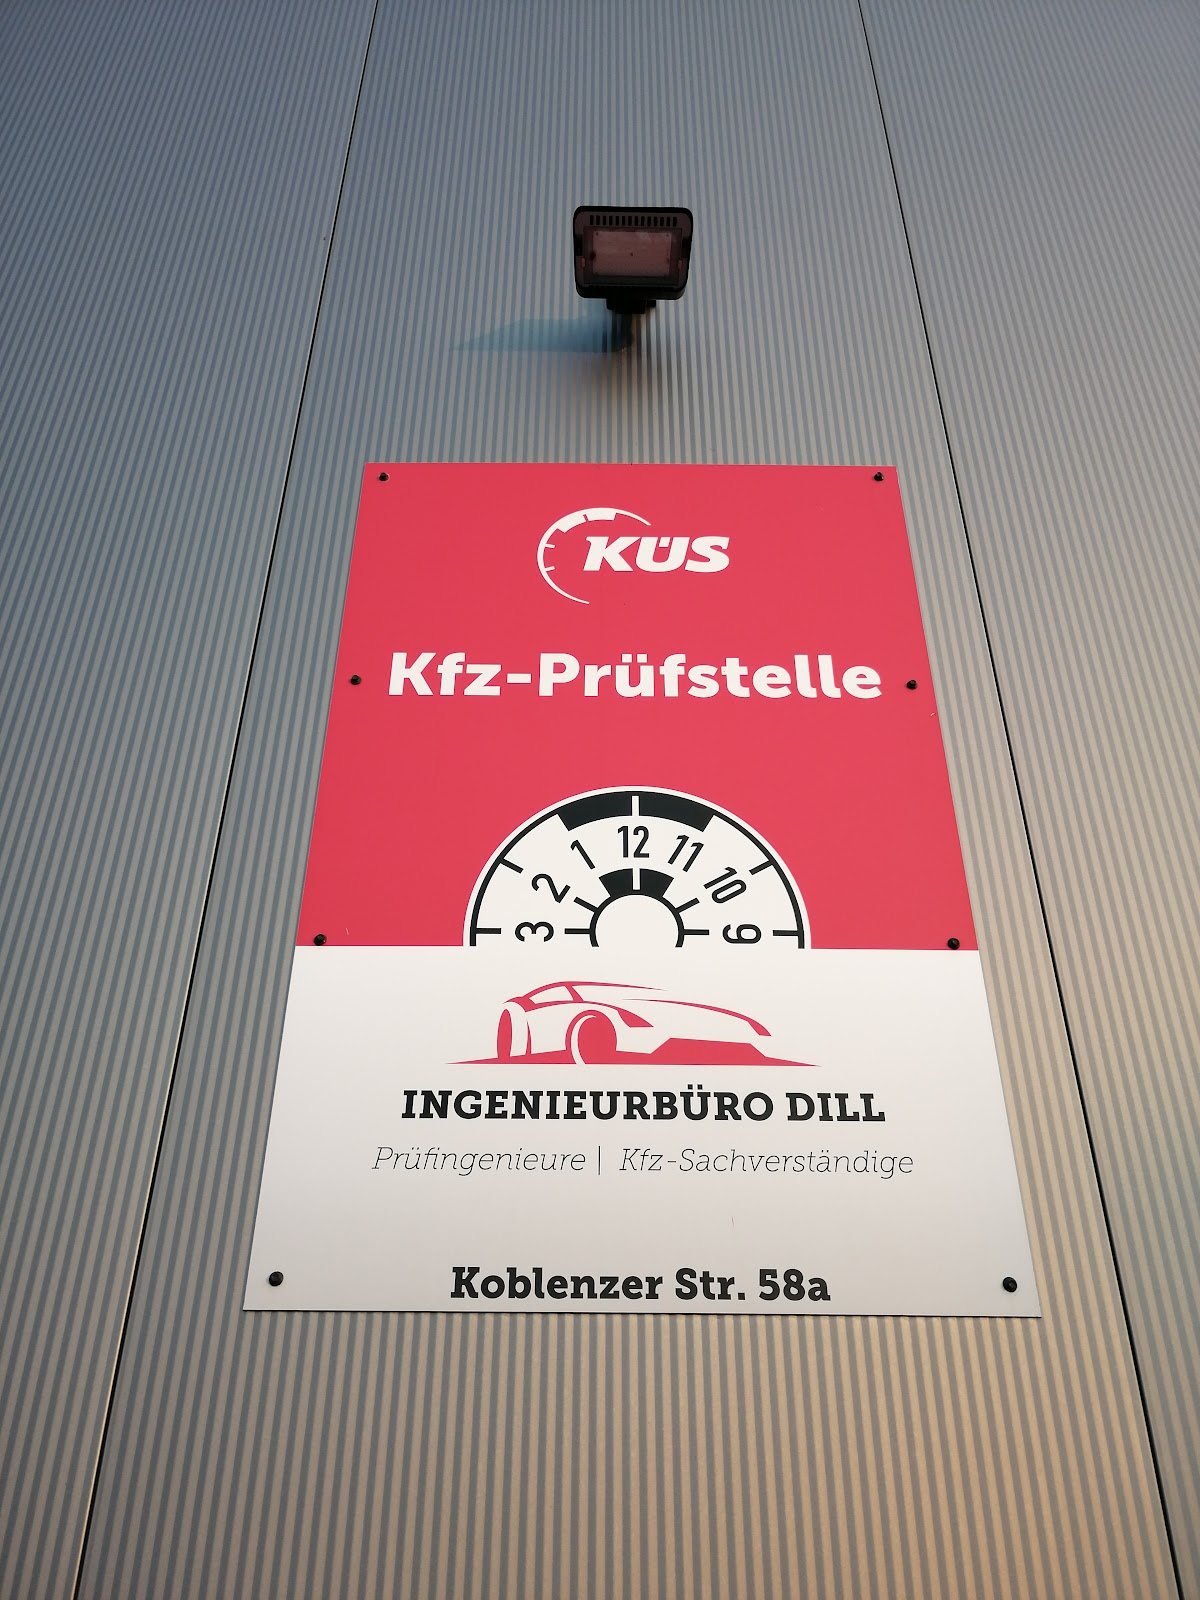 KÜS
Kfz-Prüfstelle
3 2 1 12 11 10 9
INGENIEURBÜRO DILL
Prüfingenieure | Kfz-Sachverständige
Koblenzer Str. 58a